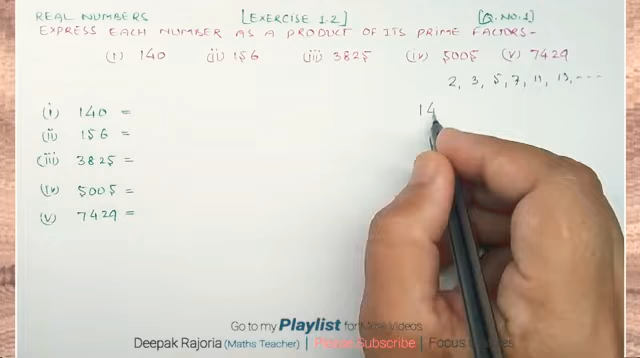 REAL NUMBERS [EXERCISE 1.2] [Q.NO.1]
EXPRESS EACH NUMBER AS A PRODUCT OF ITS PRIME FACTORS-
(i) 140 (ii) 156 (iii) 3825 (iv) 5005 (v) 7429
2, 3, 5, 7, 11, 13, ----
(i) 140 =
14
(ii) 156 =
(iii) 3825 =
(iv) 5005 =
(v) 7429 =
Go to my Playlist for More Videos
Deepak Rajoria (Maths Teacher) | Please Subscribe | Focus